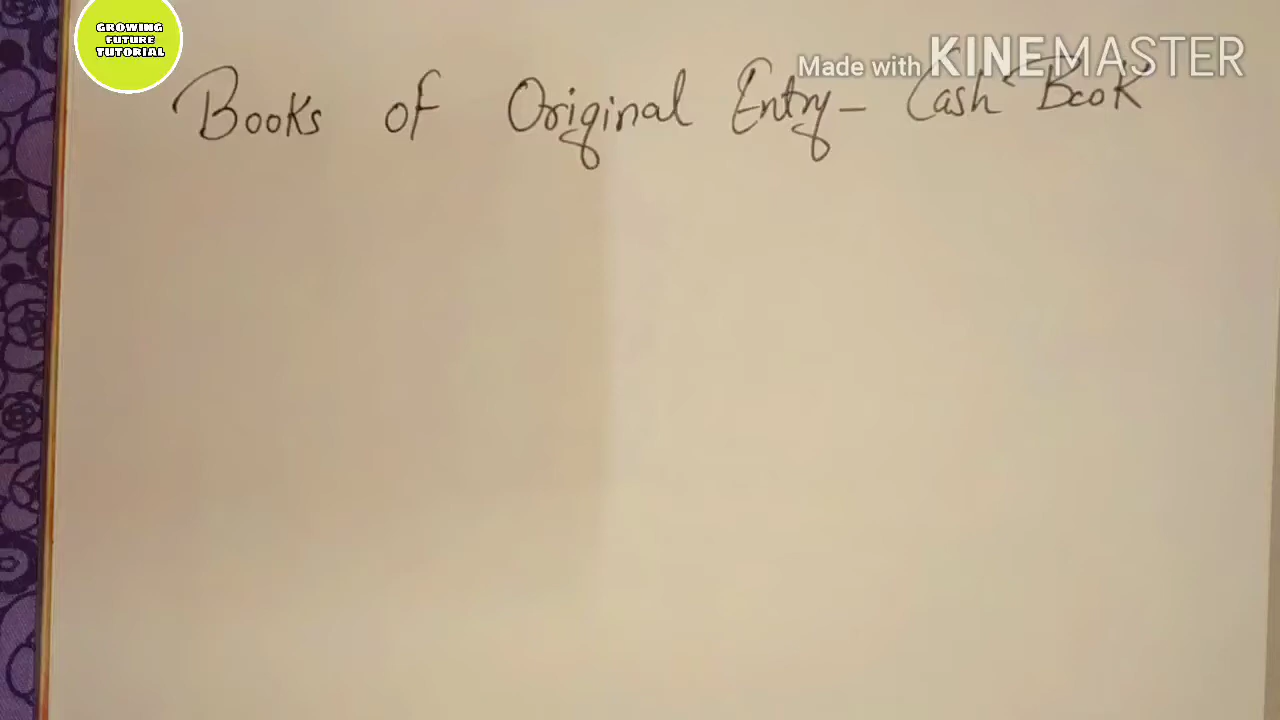 GROWING
FUTURE
TUTORIAL
Made with KINEMASTER
Books of Original Entry - Cash Book